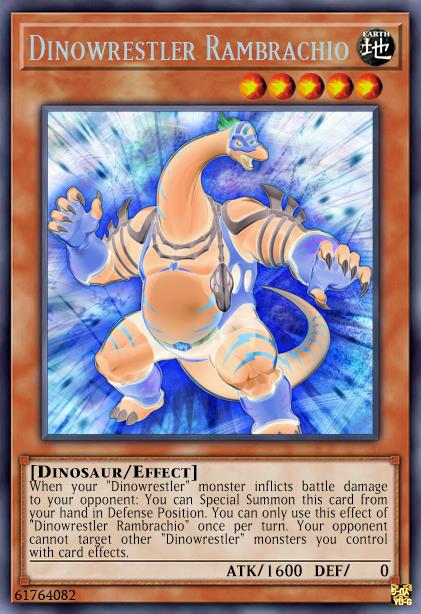 DINOWRESTLER RAMBRACHIO
EARTH
地
[DINOSAUR/EFFECT]
When your "Dinowrestler" monster inflicts battle damage
to your opponent: You can Special Summon this card from
your hand in Defense Position. You can only use this effect of
"Dinowrestler Rambrachio" once per turn. Your opponent
cannot target other "Dinowrestler" monsters you control
with card effects.
ATK/1600 DEF/ 0
61764082